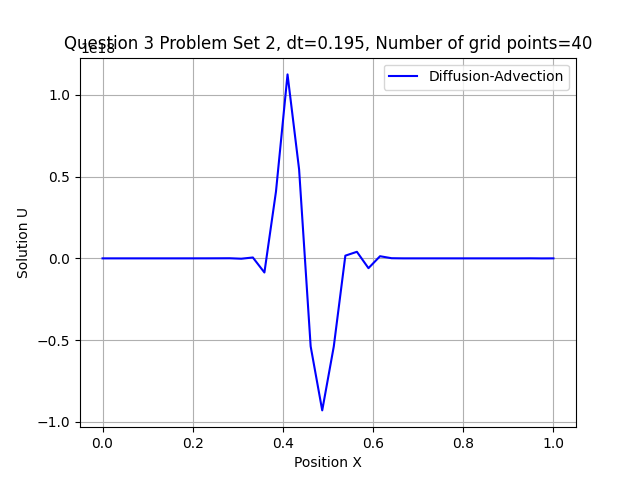 Question 3 Problem Set 2, dt=0.195, Number of grid points=40
1e18
Diffusion-Advection
1.0
0.5
0.0
−0.5
−1.0
Solution U
0.0 0.2 0.4 0.6 0.8 1.0
Position X